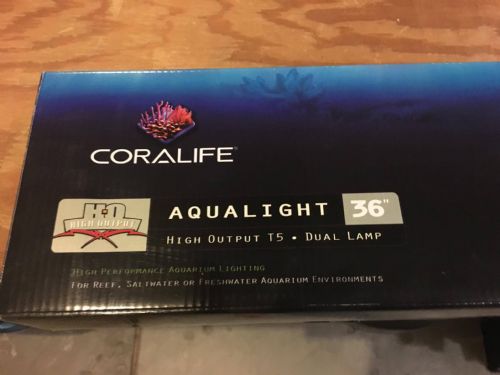 CORALIFE®
H•O
HIGH OUTPUT
AQUALIGHT 36"
HIGH OUTPUT T5 • DUAL LAMP
HIGH PERFORMANCE AQUARIUM LIGHTING
FOR REEF, SALTWATER OR FRESHWATER AQUARIUM ENVIRONMENTS